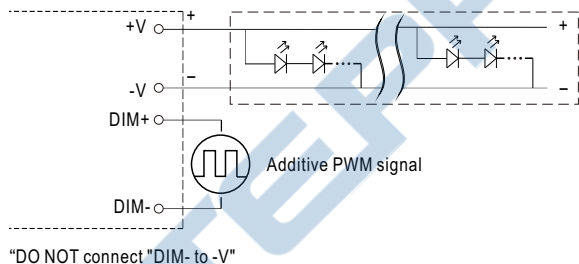 +V
+
+
−
-V
−
DIM+
Additive PWM signal
DIM-
“DO NOT connect "DIM- to -V"